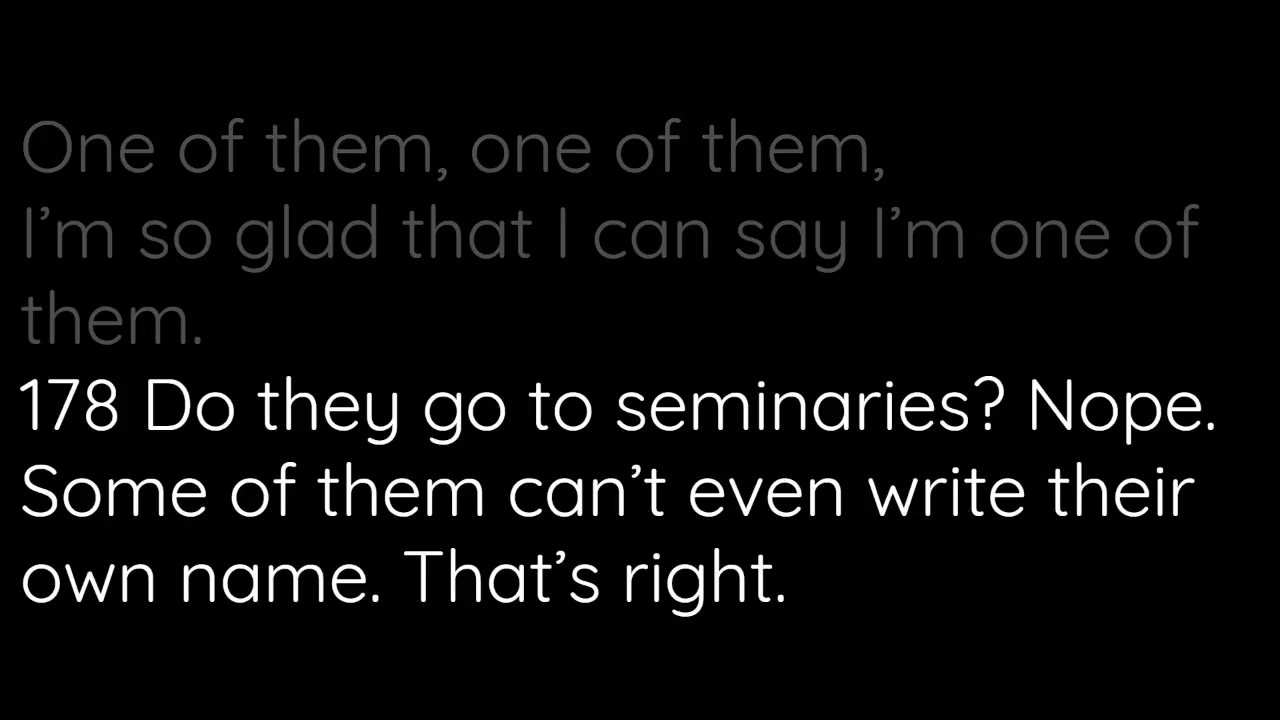 One of them, one of them,
I’m so glad that I can say I’m one of
them.
178 Do they go to seminaries? Nope.
Some of them can’t even write their
own name. That’s right.